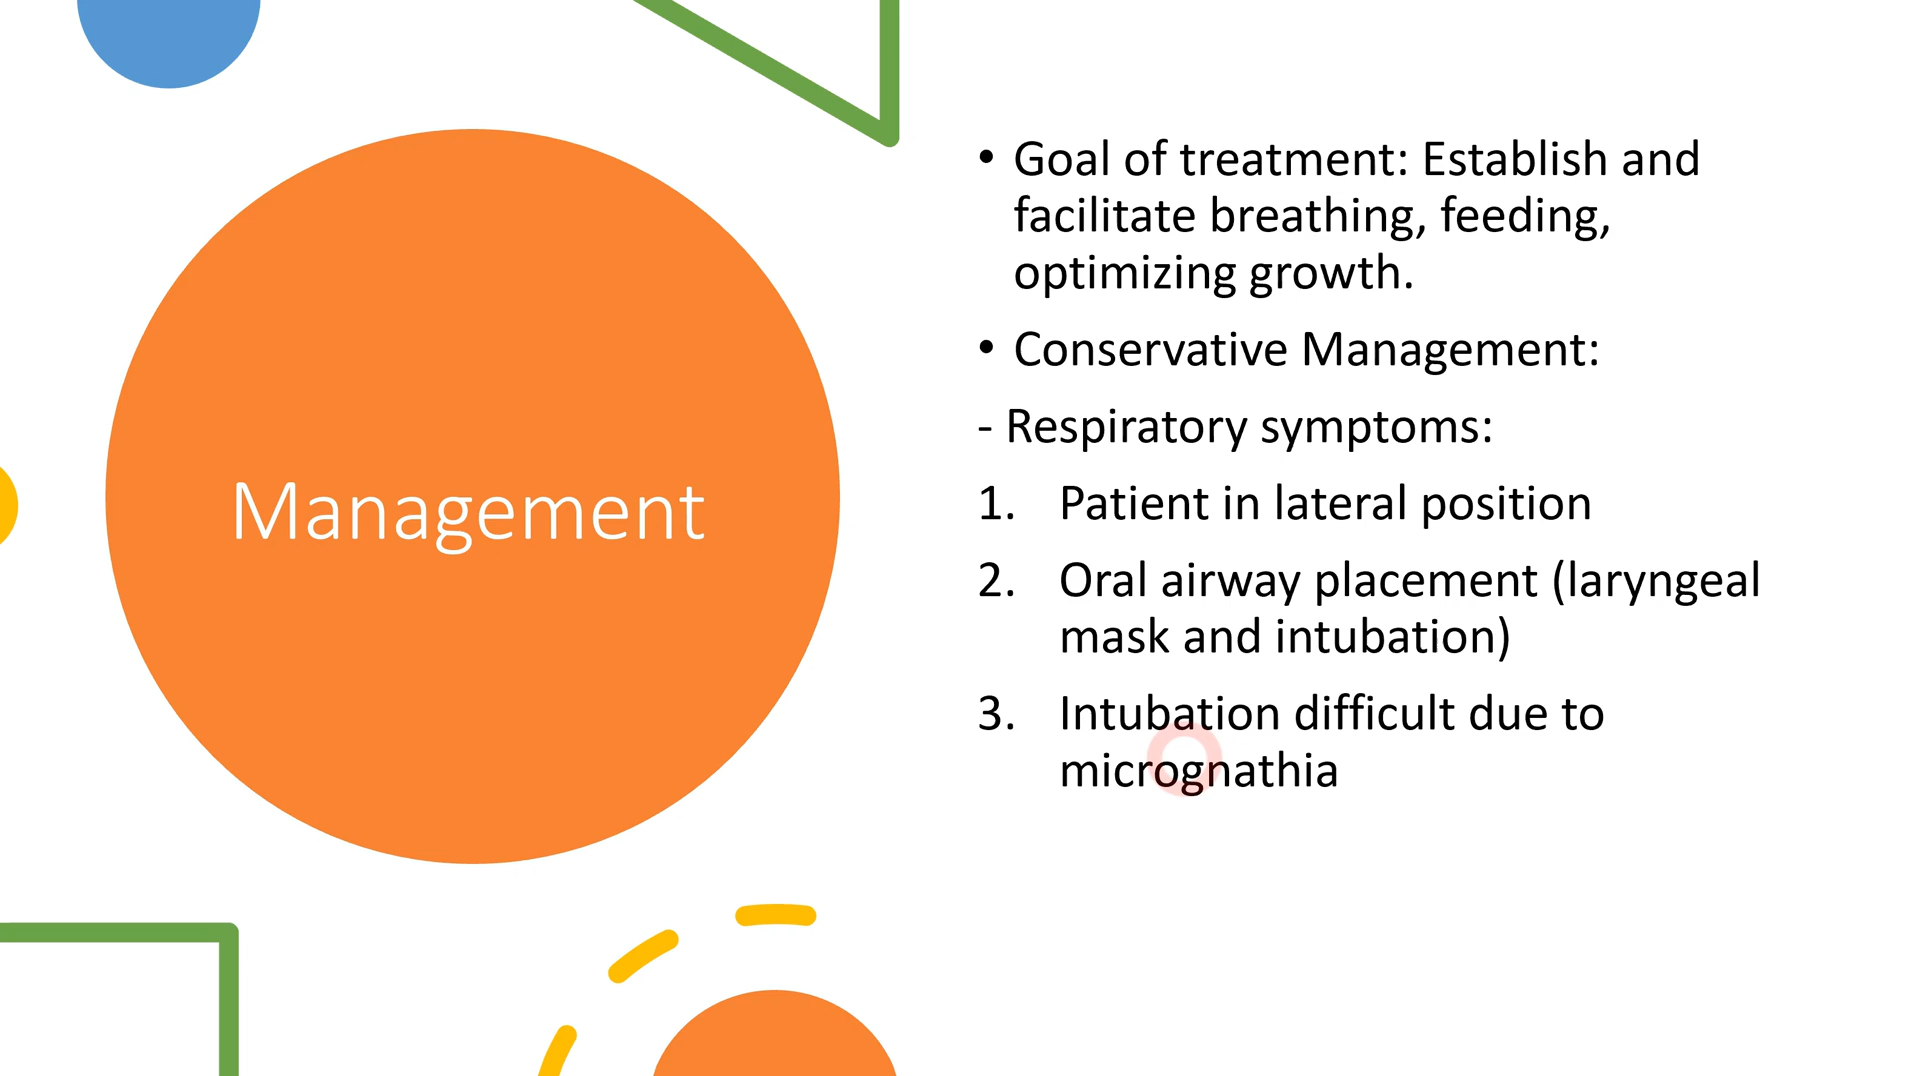 Management
• Goal of treatment: Establish and
facilitate breathing, feeding,
optimizing growth.
• Conservative Management:
- Respiratory symptoms:
1. Patient in lateral position
2. Oral airway placement (laryngeal
mask and intubation)
3. Intubation difficult due to
micrognathia